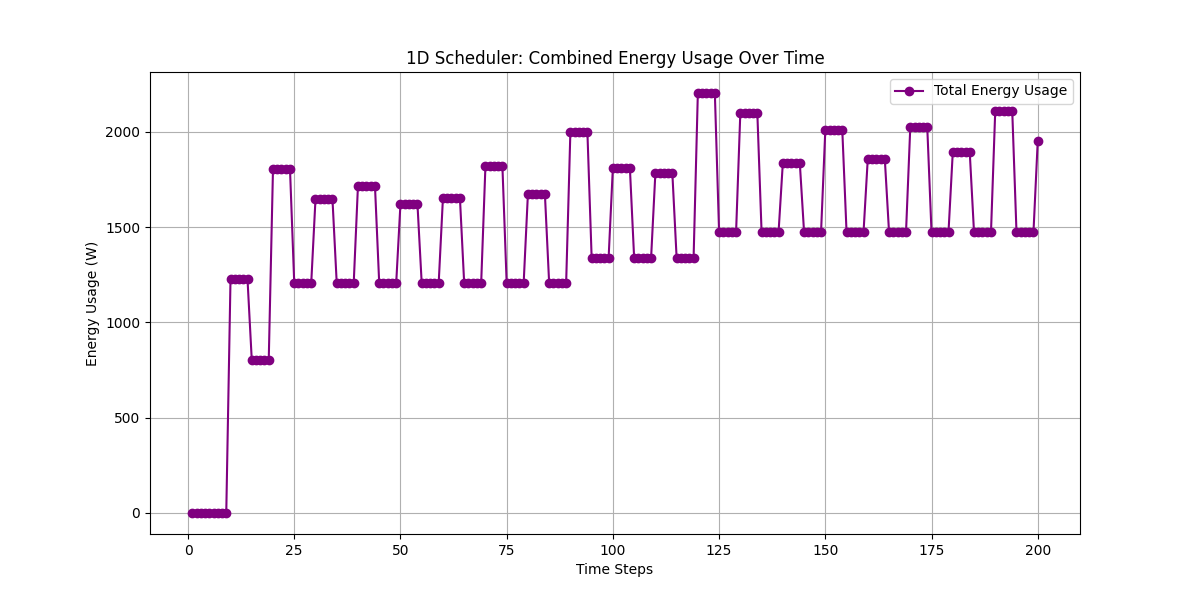 1D Scheduler: Combined Energy Usage Over Time
Total Energy Usage
Energy Usage (W)
2000
1500
1000
500
0
0 25 50 75 100 125 150 175 200
Time Steps